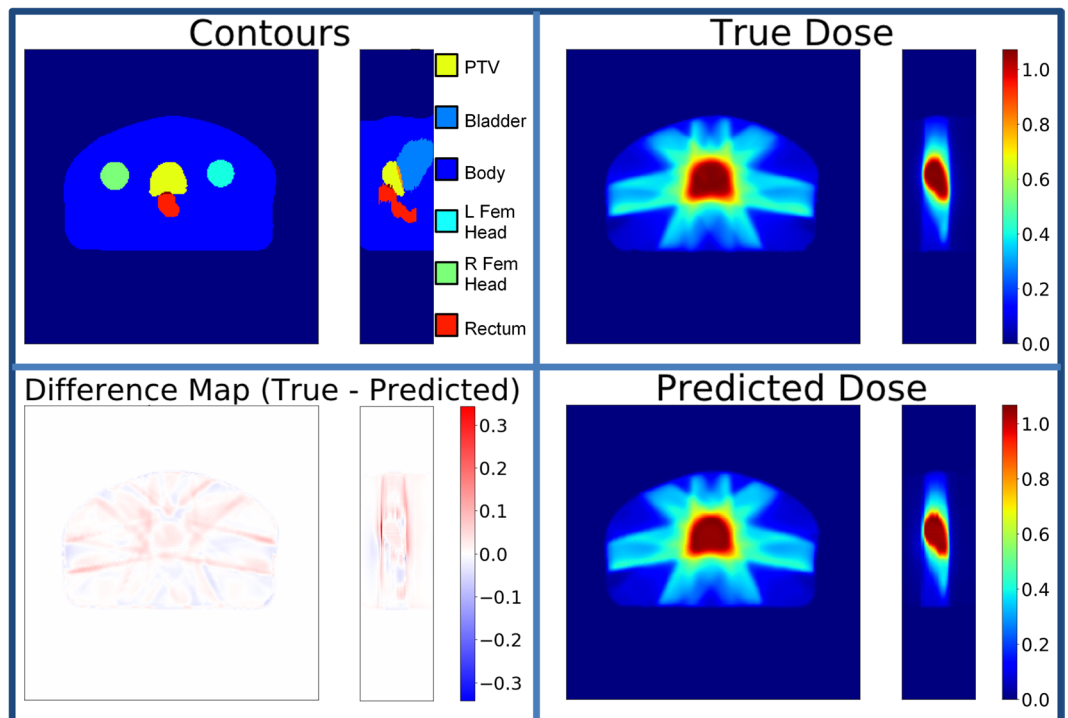 Contours
PTV
Bladder
Body
L Fem
Head
R Fem
Head
Rectum
True Dose
1.0
0.8
0.6
0.4
0.2
0.0
Difference Map (True - Predicted)
0.3
0.2
0.1
0.0
−0.1
−0.2
−0.3
Predicted Dose
1.0
0.8
0.6
0.4
0.2
0.0